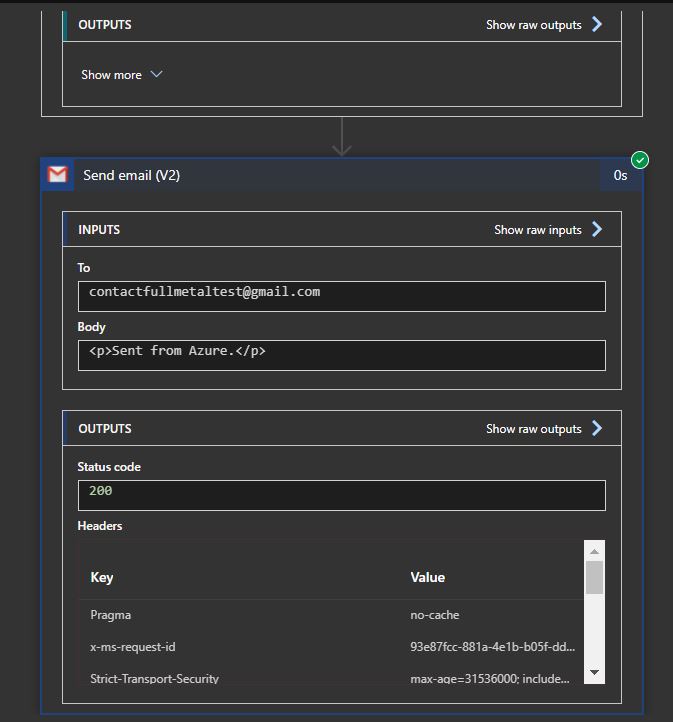 OUTPUTS Show raw outputs
Show more
Send email (V2) 0s
INPUTS Show raw inputs
To
contactfullmetaltest@gmail.com
Body
<p>Sent from Azure.</p>
OUTPUTS Show raw outputs
Status code
200
Headers
Key Value
Pragma no-cache
x-ms-request-id 93e87fcc-881a-4e1b-b05f-dd...
Strict-Transport-Security max-age=31536000; include...